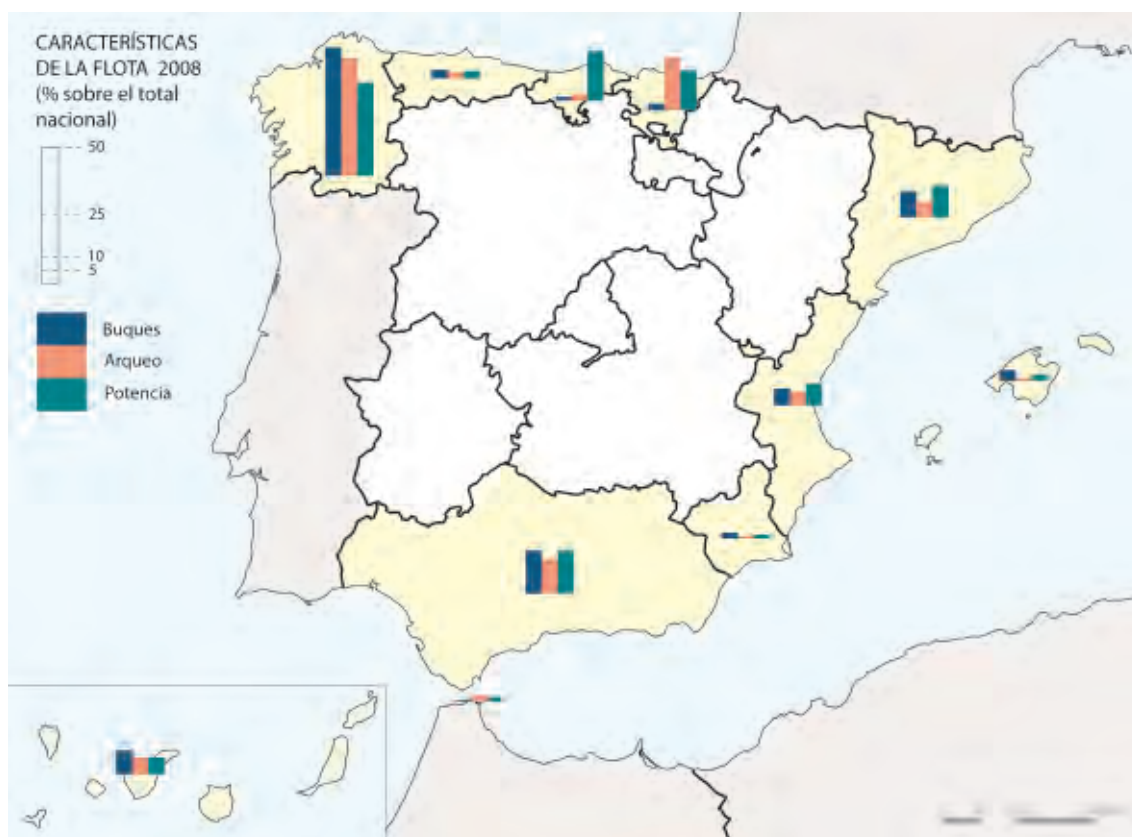 CARACTERÍSTICAS
DE LA FLOTA 2008
(% sobre el total
nacional)
50
25
10
5
Buques
Arqueo
Potencia